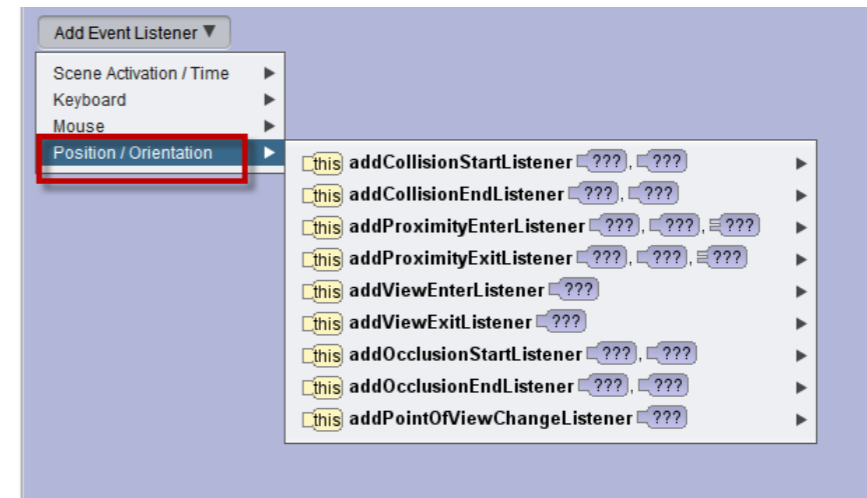 Add Event Listener ▼
Scene Activation / Time
Keyboard
Mouse
Position / Orientation
this addCollisionStartListener ???, ???
this addCollisionEndListener ???, ???
this addProximityEnterListener ???, ???, ???
this addProximityExitListener ???, ???, ???
this addViewEnterListener ???
this addViewExitListener ???
this addOcclusionStartListener ???, ???
this addOcclusionEndListener ???, ???
this addPointOfViewChangeListener ???